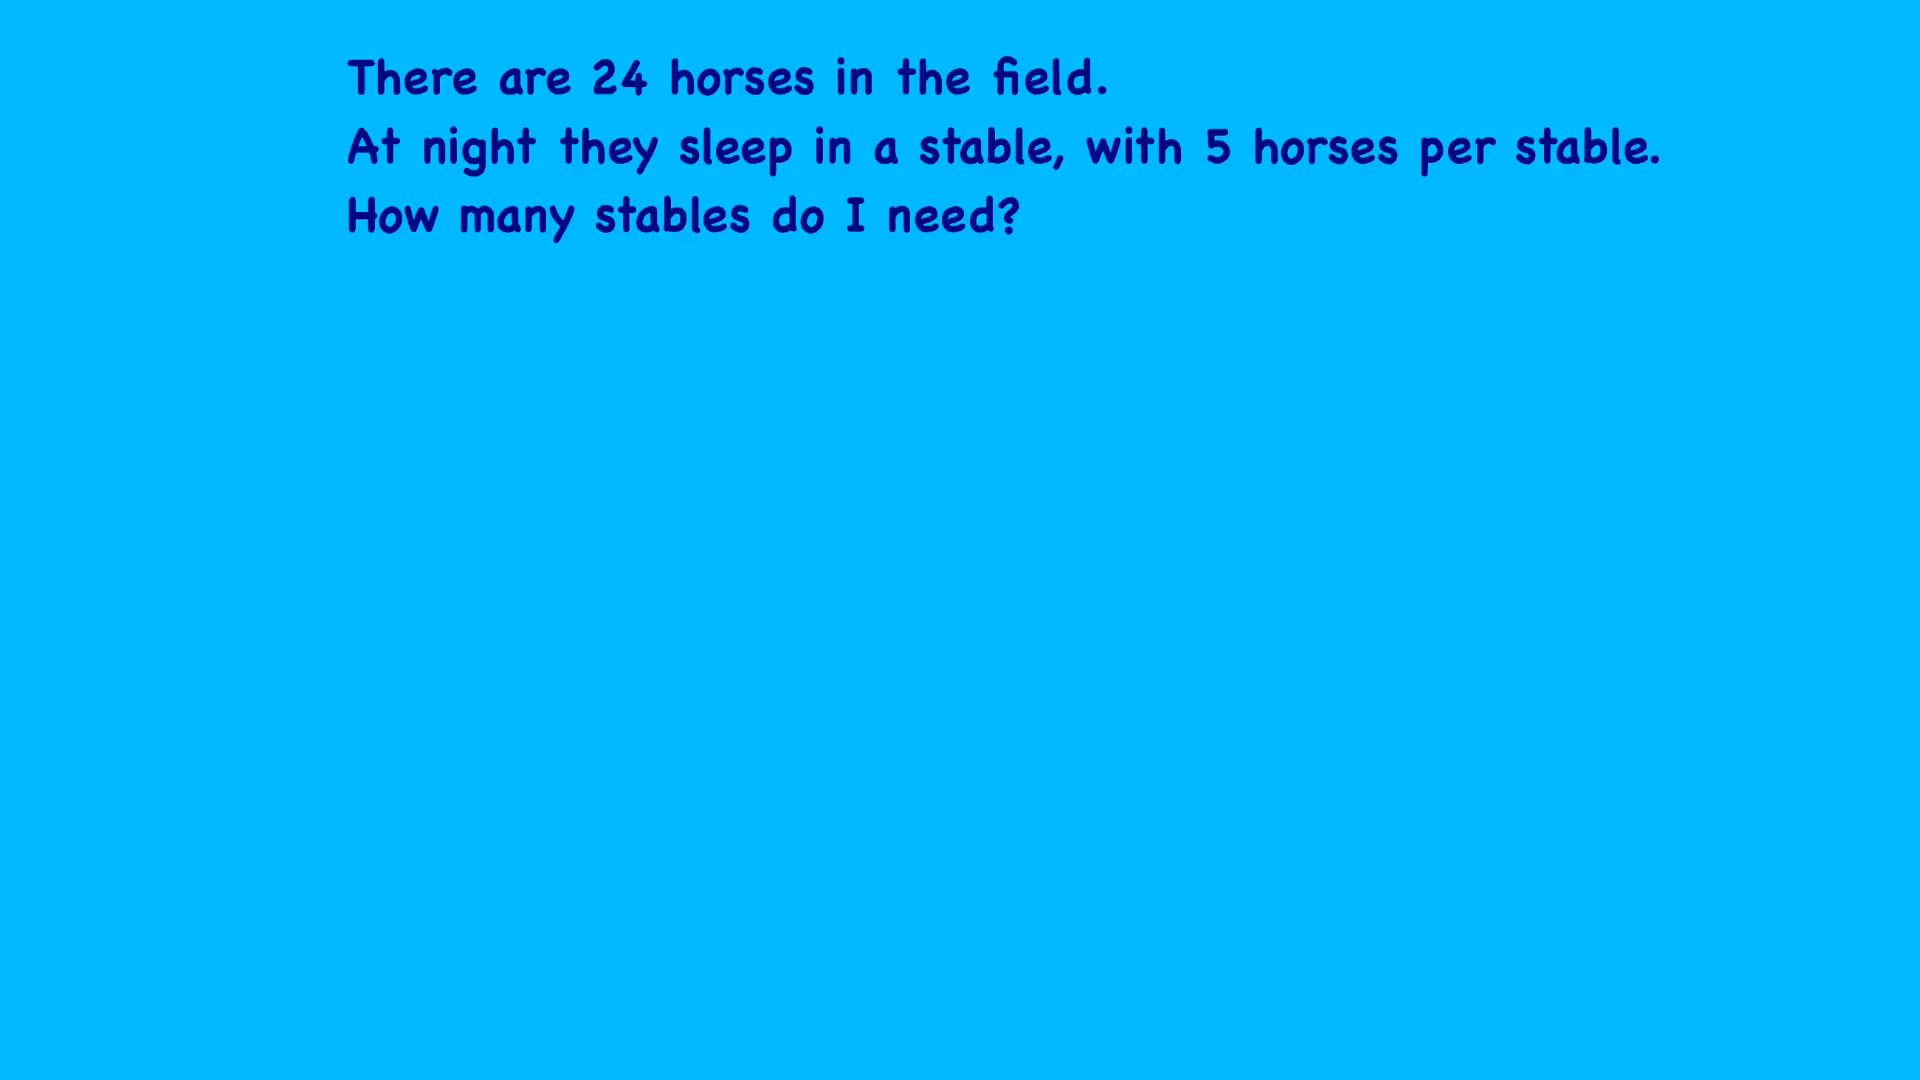 There are 24 horses in the field.
At night they sleep in a stable, with 5 horses per stable.
How many stables do I need?